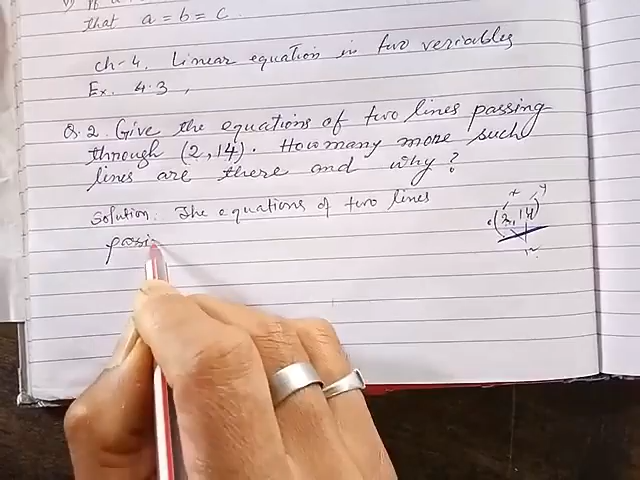 that a = b = c.
ch-4. Linear equation in two veriables
Ex. 4.3,
Q.2. Give the equations of two lines passing
through (2,14). How many more such
lines are there and why?
x y
Solution: The equations of two lines
(2,14)
passi